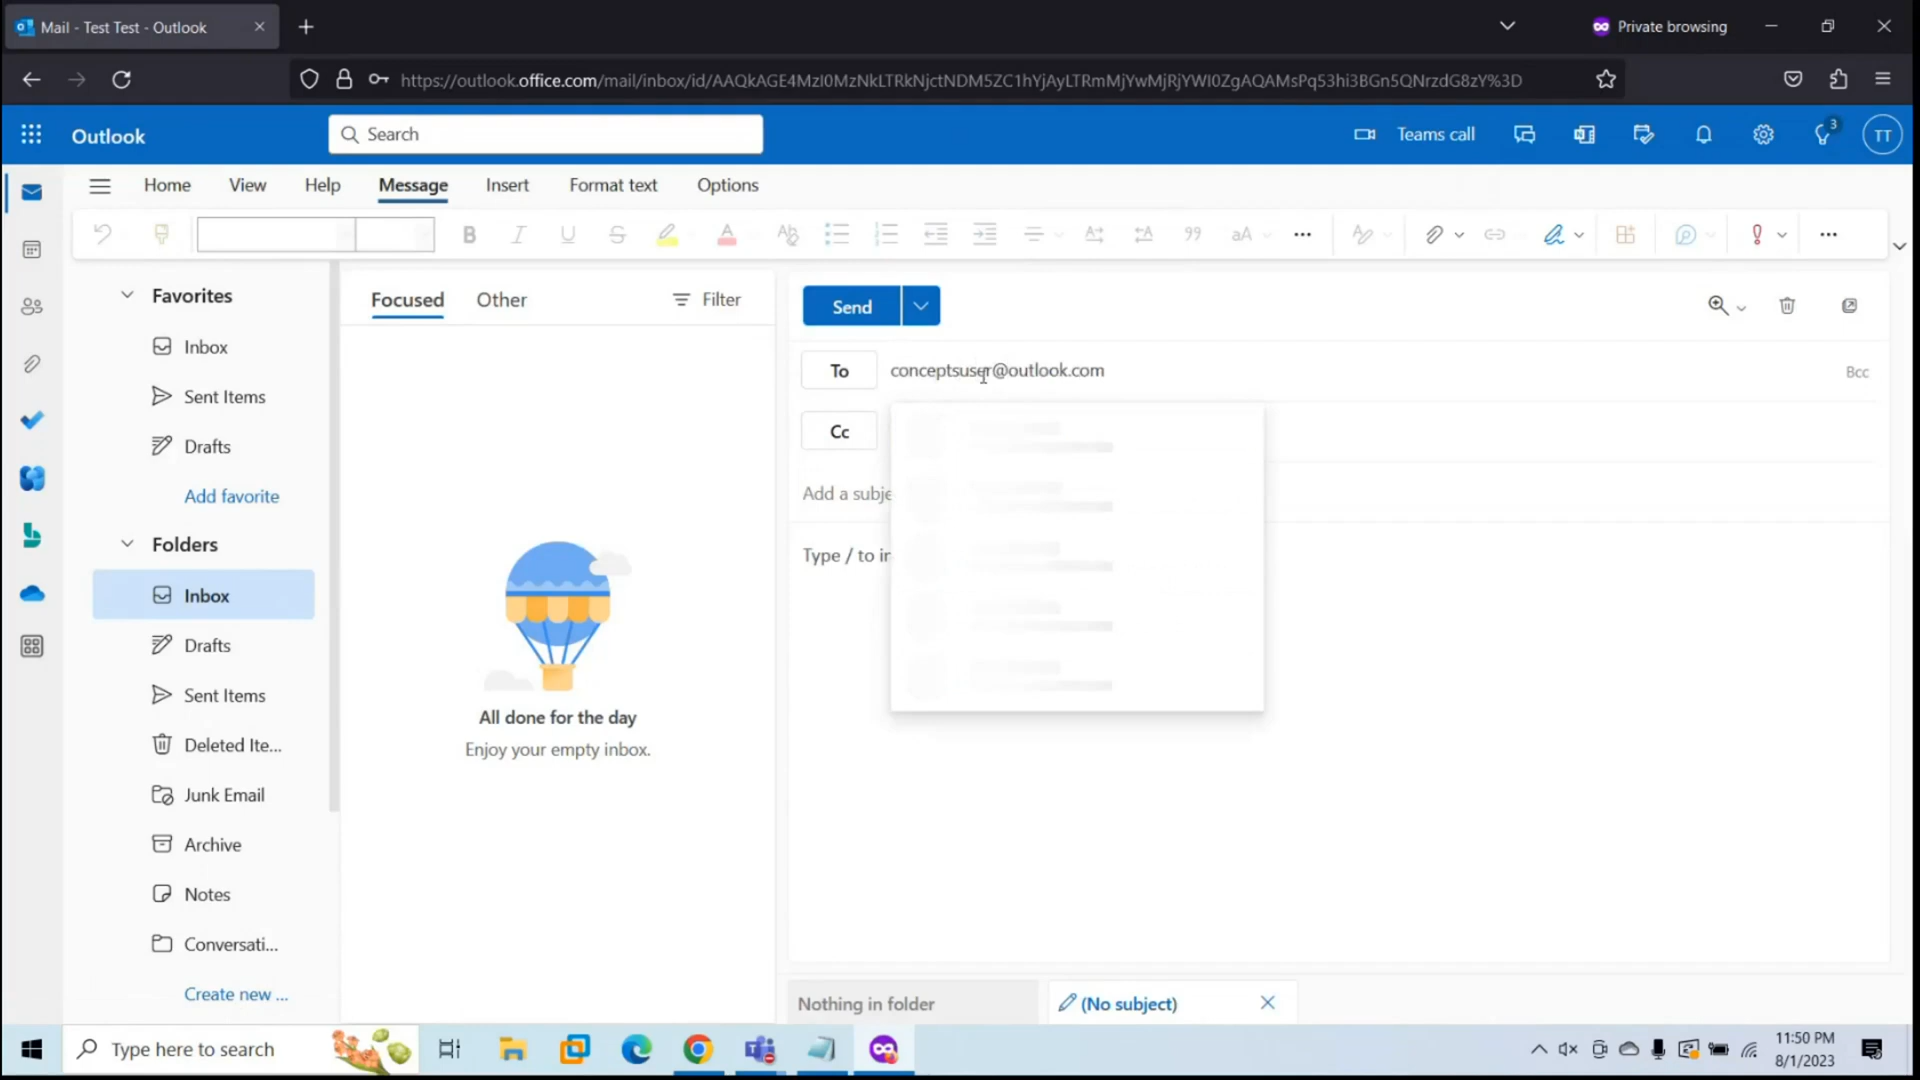 Mail - Test Test - Outlook
Private browsing
https://outlook.office.com/mail/inbox/id/AAQkAGE4MzI0MzNkLTRkNjctNDM5ZC1hYjAyLTRmMjYwMjRjYWI0ZgAQAMsPq53hi3BGn5QNrzdG8zY%3D
Outlook
Search
Teams call
3
TT
Home View Help Message Insert Format text Options
Favorites
Inbox
Sent Items
Drafts
Add favorite
Folders
Inbox
Drafts
Sent Items
Deleted Ite...
Junk Email
Archive
Notes
Conversati...
Create new ...
Focused Other Filter
All done for the day
Enjoy your empty inbox.
Send
To conceptsuser@outlook.com Bcc
Cc
Add a subje
Type / to in
Nothing in folder
(No subject)
Type here to search
11:50 PM
8/1/2023